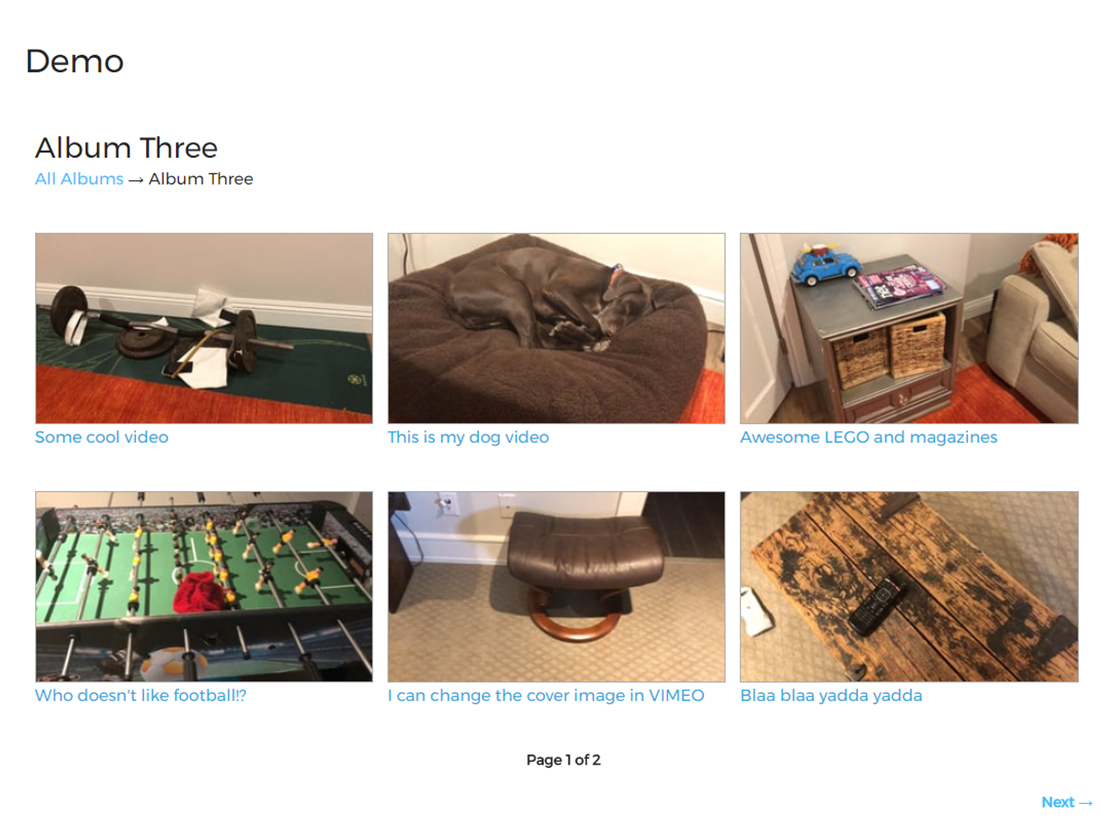 Demo
Album Three
All Albums → Album Three
Some cool video
This is my dog video
Awesome LEGO and magazines
Who doesn't like football!?
I can change the cover image in VIMEO
Blaa blaa yadda yadda
Page 1 of 2
Next →